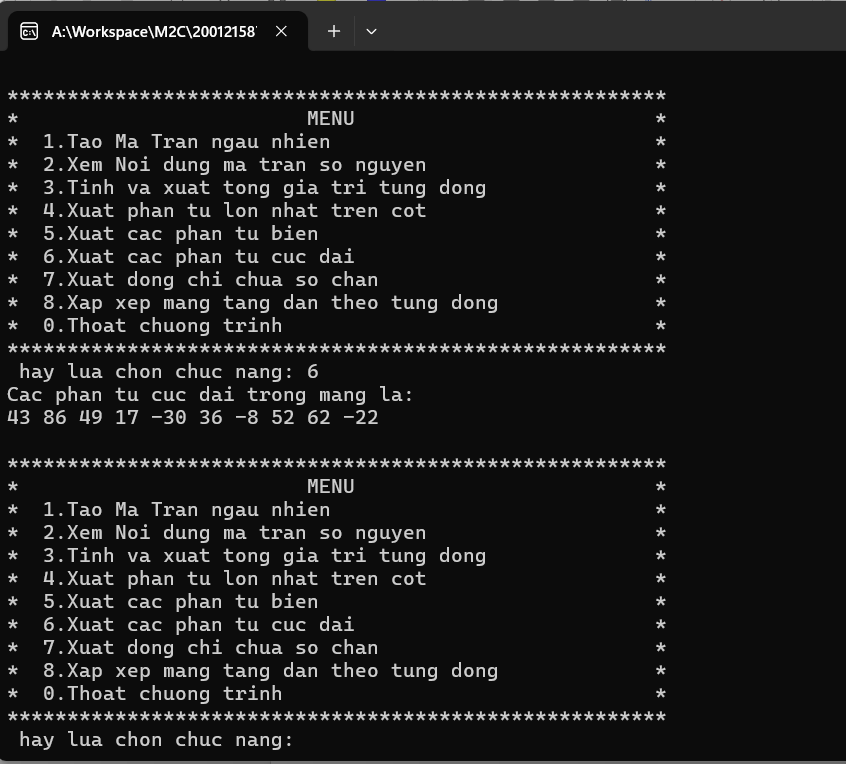 A:\Workspace\M2C\20012158
*******************************************************
* MENU *
* 1.Tao Ma Tran ngau nhien *
* 2.Xem Noi dung ma tran so nguyen *
* 3.Tinh va xuat tong gia tri tung dong *
* 4.Xuat phan tu lon nhat tren cot *
* 5.Xuat cac phan tu bien *
* 6.Xuat cac phan tu cuc dai *
* 7.Xuat dong chi chua so chan *
* 8.Xap xep mang tang dan theo tung dong *
* 0.Thoat chuong trinh *
*******************************************************
hay lua chon chuc nang: 6
Cac phan tu cuc dai trong mang la:
43 86 49 17 -30 36 -8 52 62 -22
*******************************************************
* MENU *
* 1.Tao Ma Tran ngau nhien *
* 2.Xem Noi dung ma tran so nguyen *
* 3.Tinh va xuat tong gia tri tung dong *
* 4.Xuat phan tu lon nhat tren cot *
* 5.Xuat cac phan tu bien *
* 6.Xuat cac phan tu cuc dai *
* 7.Xuat dong chi chua so chan *
* 8.Xap xep mang tang dan theo tung dong *
* 0.Thoat chuong trinh *
*******************************************************
hay lua chon chuc nang: